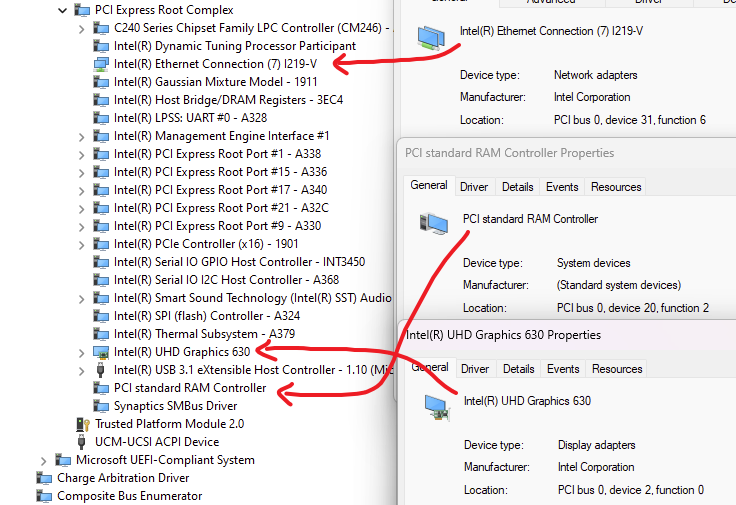 PCI Express Root Complex
C240 Series Chipset Family LPC Controller (CM246) -
Intel(R) Dynamic Tuning Processor Participant
Intel(R) Ethernet Connection (7) I219-V
Intel(R) Gaussian Mixture Model - 1911
Intel(R) Host Bridge/DRAM Registers - 3EC4
Intel(R) LPSS: UART #0 - A328
Intel(R) Management Engine Interface #1
Intel(R) PCI Express Root Port #1 - A338
Intel(R) PCI Express Root Port #15 - A336
Intel(R) PCI Express Root Port #17 - A340
Intel(R) PCI Express Root Port #21 - A32C
Intel(R) PCI Express Root Port #9 - A330
Intel(R) PCIe Controller (x16) - 1901
Intel(R) Serial IO GPIO Host Controller - INT3450
Intel(R) Serial IO I2C Host Controller - A368
Intel(R) Smart Sound Technology (Intel(R) SST) Audio
Intel(R) SPI (flash) Controller - A324
Intel(R) Thermal Subsystem - A379
Intel(R) UHD Graphics 630
Intel(R) USB 3.1 eXtensible Host Controller - 1.10 (Mic
PCI standard RAM Controller
Synaptics SMBus Driver
Trusted Platform Module 2.0
UCM-UCSI ACPI Device
Microsoft UEFI-Compliant System
Charge Arbitration Driver
Composite Bus Enumerator
General Advanced Driver
Intel(R) Ethernet Connection (7) I219-V
Device type: Network adapters
Manufacturer: Intel Corporation
Location: PCI bus 0, device 31, function 6
PCI standard RAM Controller Properties
General Driver Details Events Resources
PCI standard RAM Controller
Device type: System devices
Manufacturer: (Standard system devices)
Location: PCI bus 0, device 20, function 2
Intel(R) UHD Graphics 630 Properties
General Driver Details Events Resources
Intel(R) UHD Graphics 630
Device type: Display adapters
Manufacturer: Intel Corporation
Location: PCI bus 0, device 2, function 0